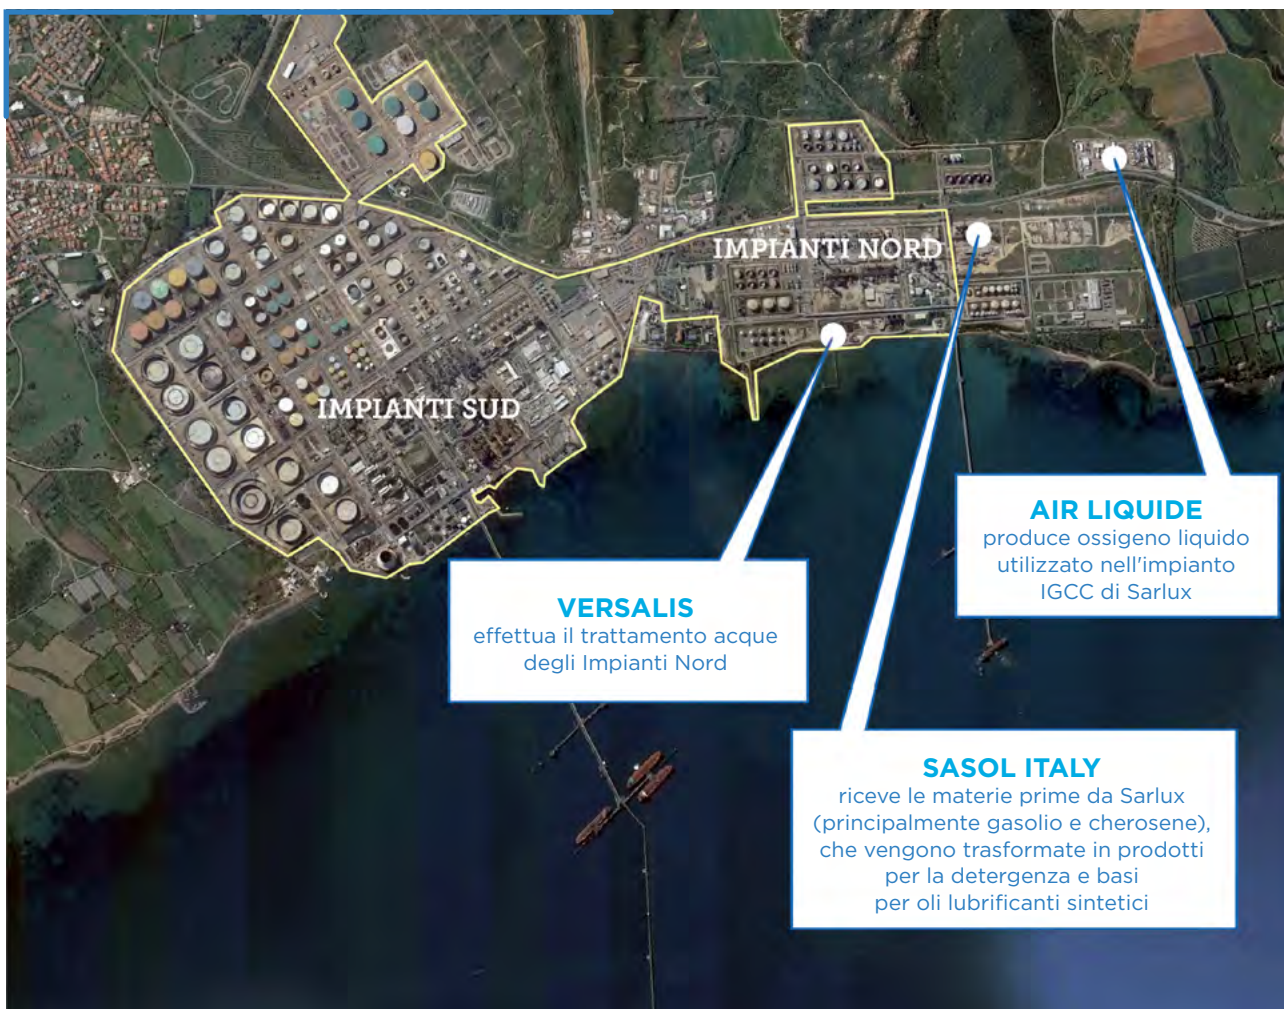 IMPIANTI NORD
IMPIANTI SUD
AIR LIQUIDE
produce ossigeno liquido
utilizzato nell'impianto
IGCC di Sarlux
VERSALIS
effettua il trattamento acque
degli Impianti Nord
SASOL ITALY
riceve le materie prime da Sarlux
(principalmente gasolio e cherosene),
che vengono trasformate in prodotti
per la detergenza e basi
per oli lubrificanti sintetici